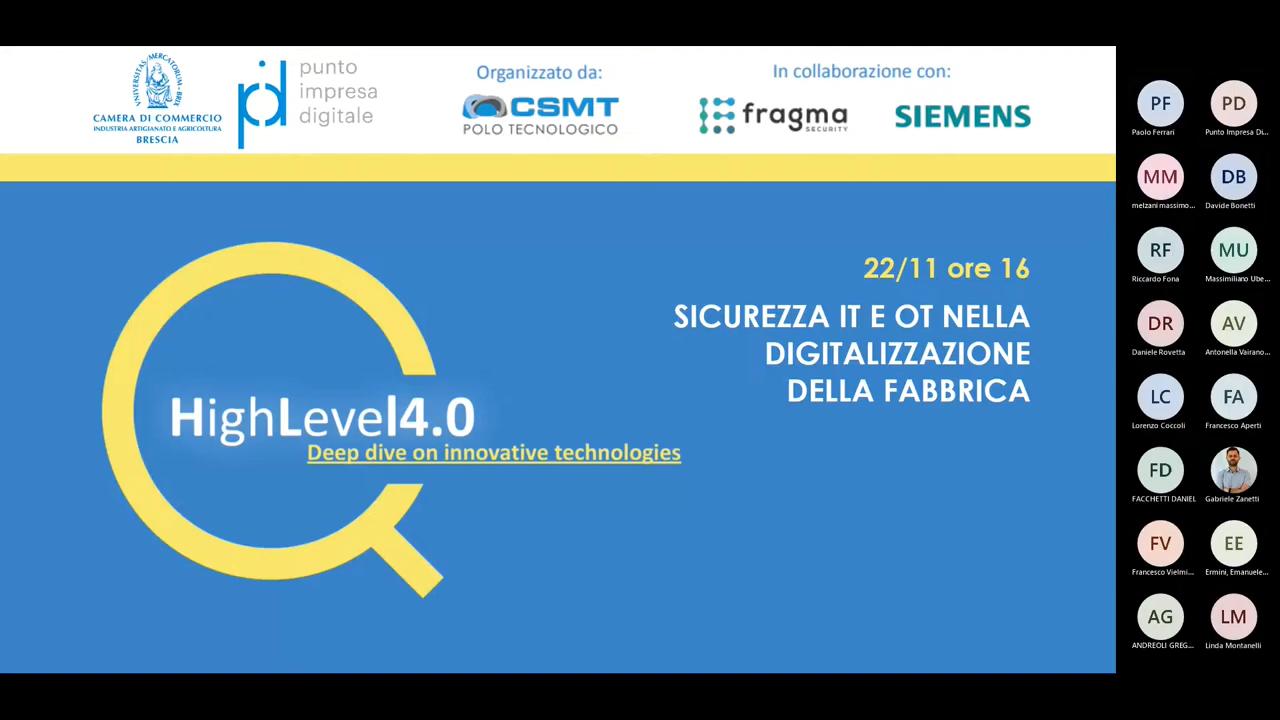 UNIVERSITAS MERCATORUM BRIX
CAMERA DI COMMERCIO
INDUSTRIA ARTIGIANATO E AGRICOLTURA
BRESCIA
pid
punto
impresa
digitale
Organizzato da:
CSMT
POLO TECNOLOGICO
In collaborazione con:
fragma
SECURITY
SIEMENS
22/11 ore 16
SICUREZZA IT E OT NELLA
DIGITALIZZAZIONE
DELLA FABBRICA
HighLevel4.0
Deep dive on innovative technologies
PF
PD
Paolo Ferrari
Punto Impresa Di...
MM
DB
melzani massimo...
Davide Bonetti
RF
MU
Riccardo Fona
Massimiliano Ube...
DR
AV
Daniele Rovetta
Antonella Vairano...
LC
FA
Lorenzo Coccoli
Francesco Aperti
FD
FACCHETTI DANIEL
Gabriele Zanetti
FV
EE
Francesco Vielmi...
Ermini, Emanuele...
AG
LM
ANDREOLI GREG...
Linda Montanelli